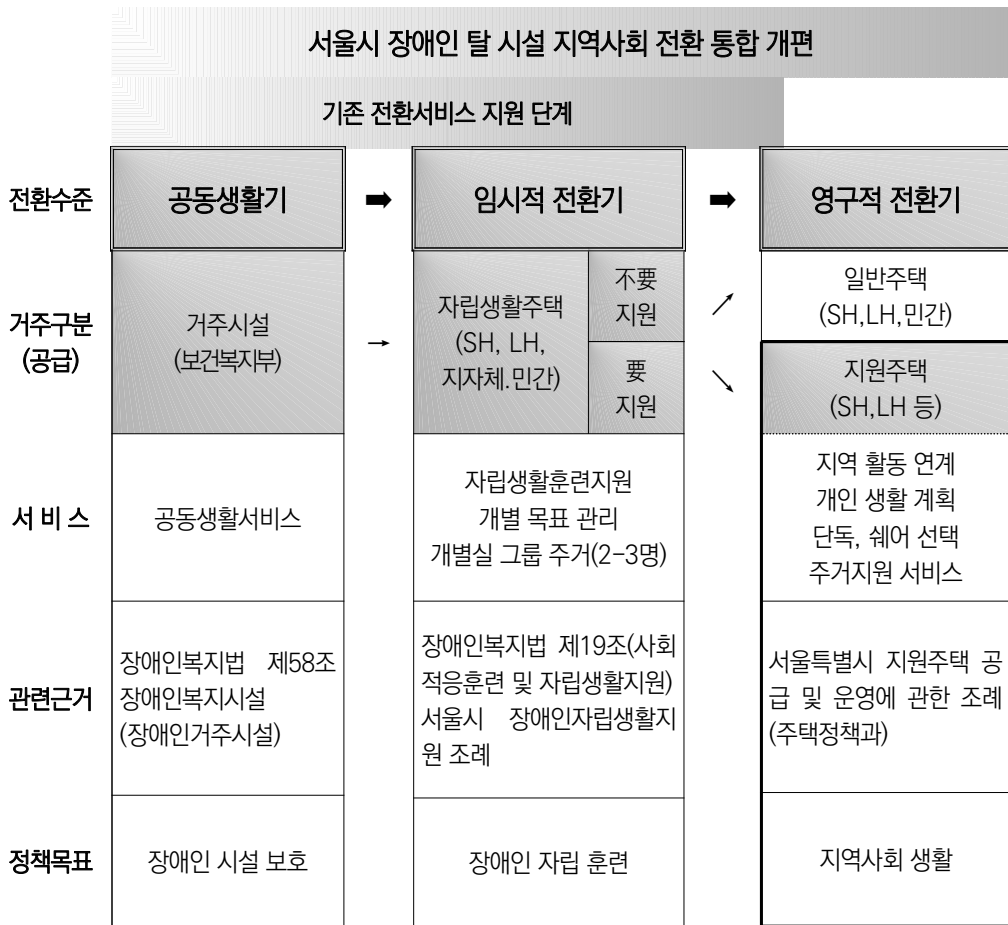 서울시 장애인 탈 시설 지역사회 전환 통합 개편
기존 전환서비스 지원 단계
전환수준
공동생활기
➡
임시적 전환기
➡
영구적 전환기
거주구분
(공급)
거주시설
(보건복지부)
→
자립생활주택
(SH, LH,
지자체.민간)
不要
지원
要
지원
↗
↘
일반주택
(SH,LH,민간)
지원주택
(SH,LH 등)
서 비 스
공동생활서비스
자립생활훈련지원
개별 목표 관리
개별실 그룹 주거(2-3명)
지역 활동 연계
개인 생활 계획
단독, 쉐어 선택
주거지원 서비스
관련근거
장애인복지법 제58조
장애인복지시설
(장애인거주시설)
장애인복지법 제19조(사회
적응훈련 및 자립생활지원)
서울시 장애인자립생활지
원 조례
서울특별시 지원주택 공
급 및 운영에 관한 조례
(주택정책과)
정책목표
장애인 시설 보호
장애인 자립 훈련
지역사회 생활